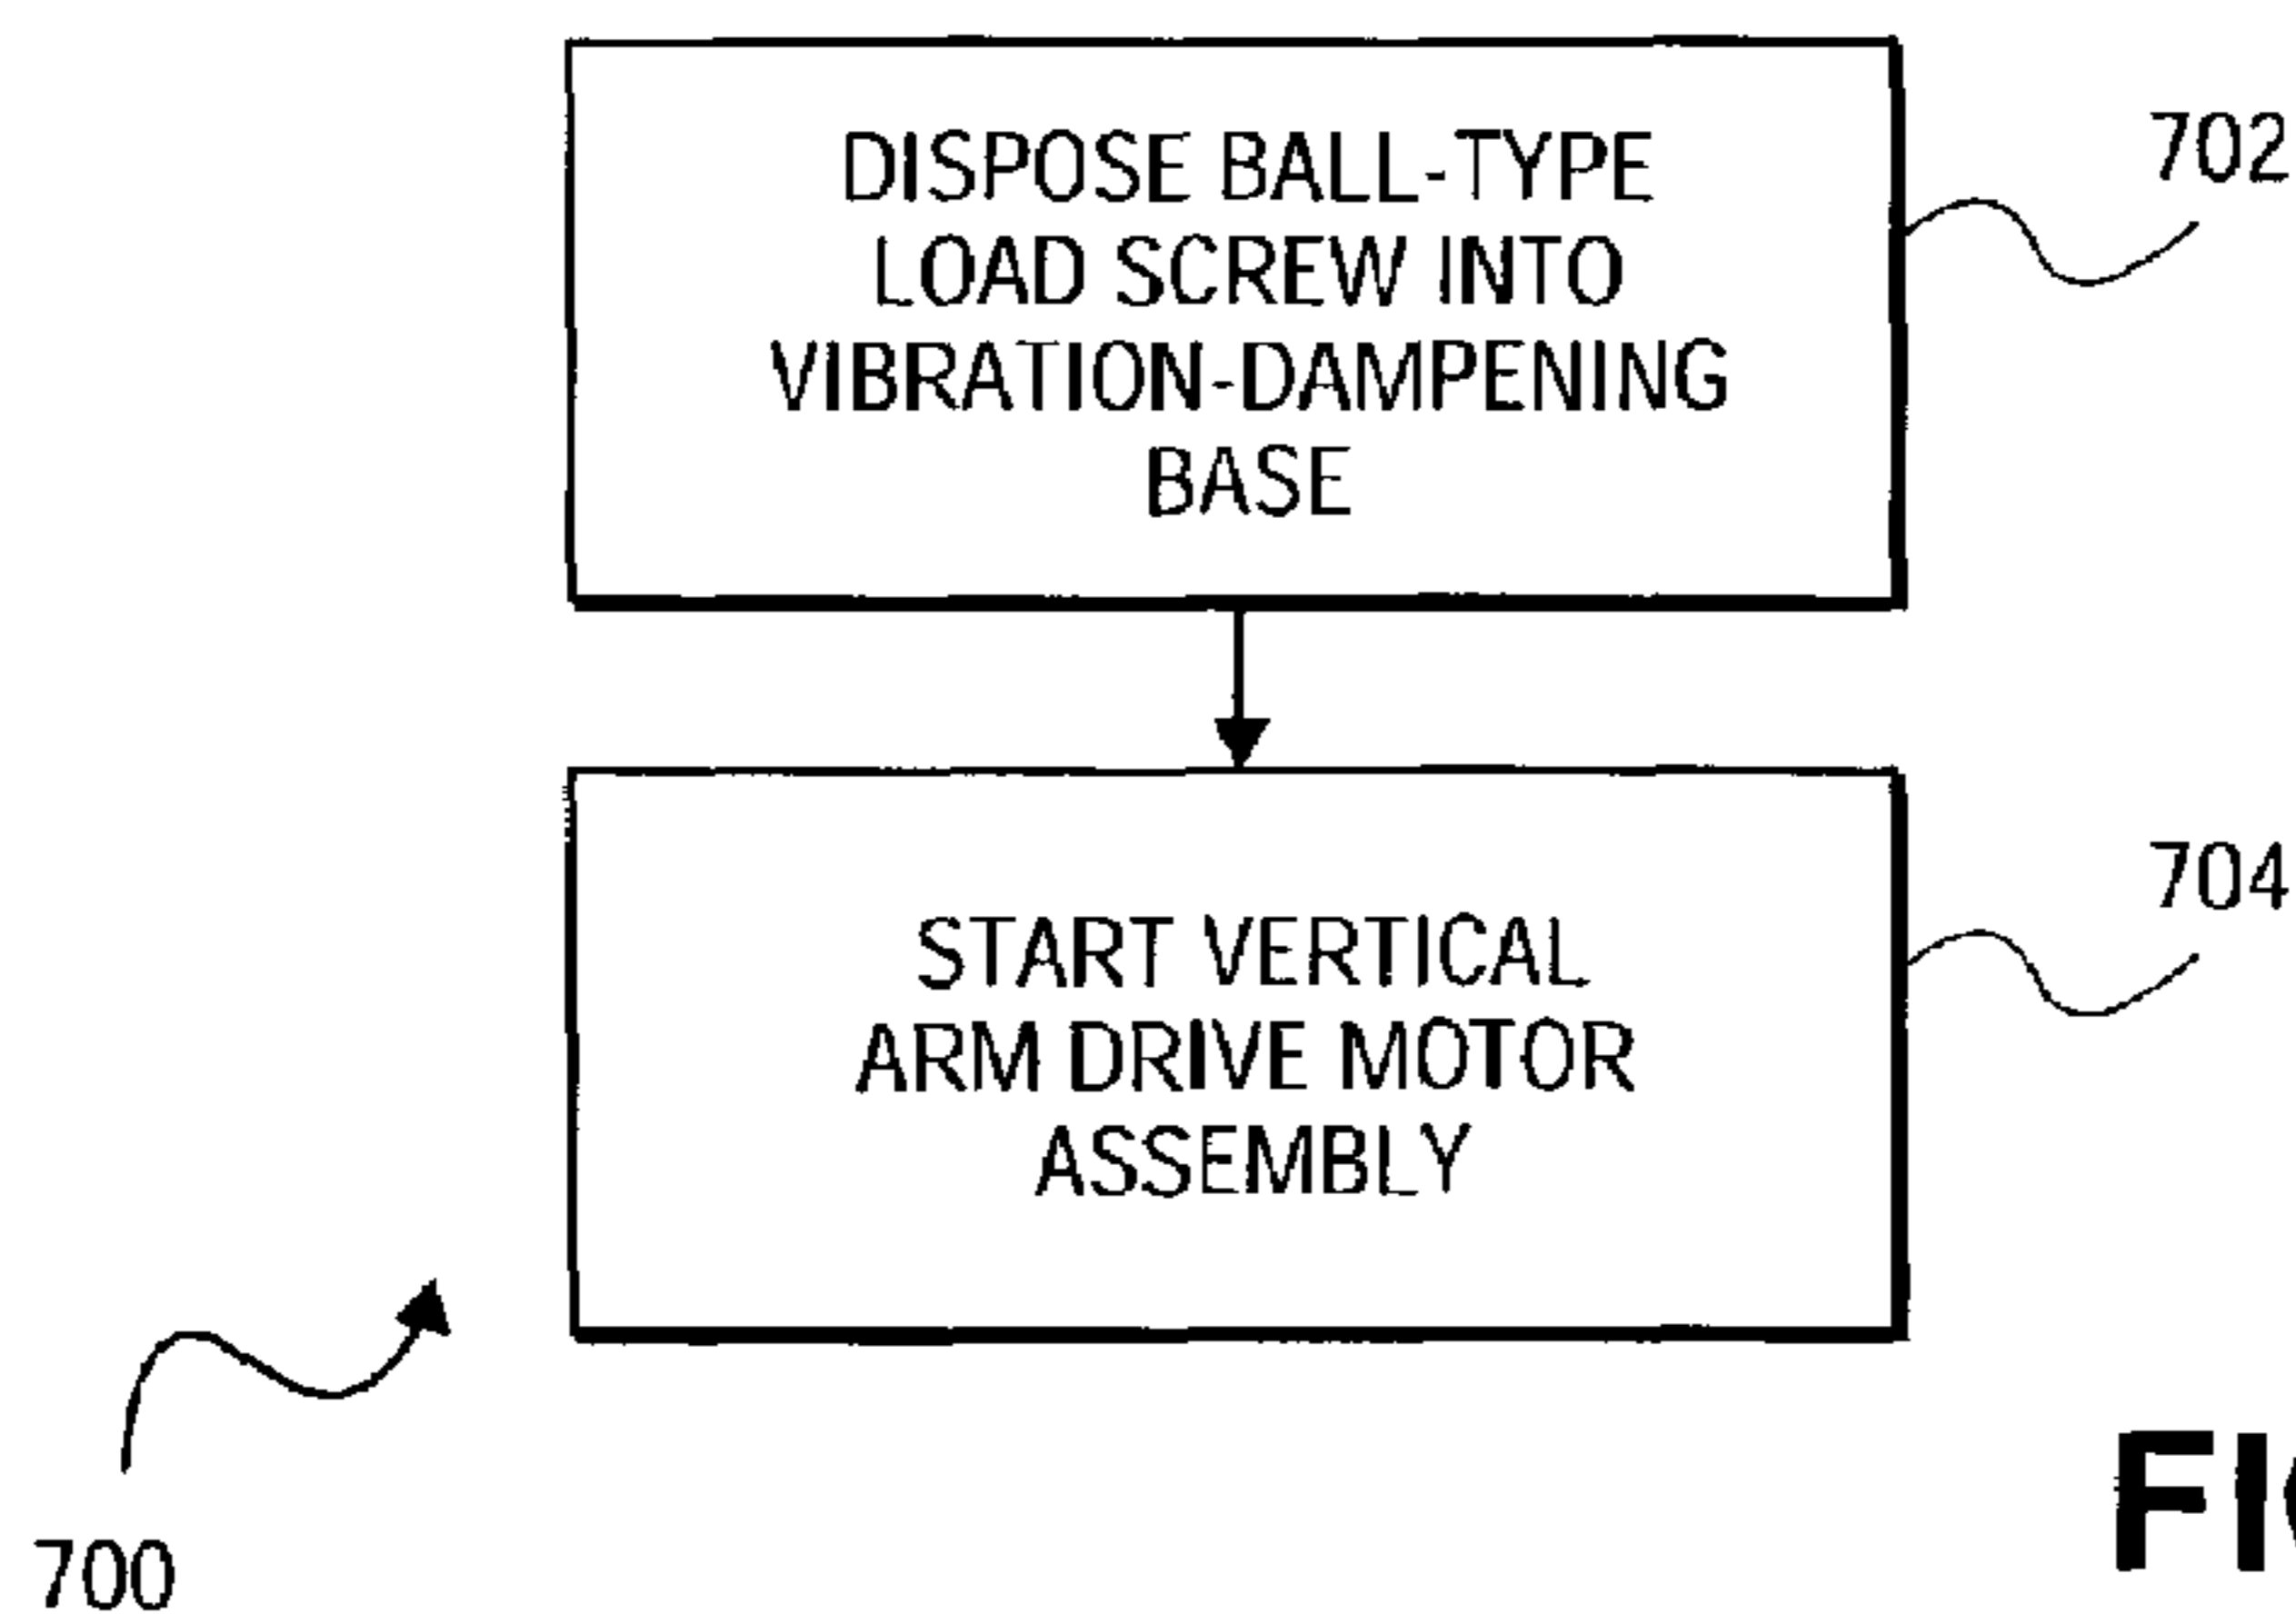 DISPOSE BALL-TYPE
LOAD SCREW INTO
VIBRATION-DAMPENING
BASE
702
START VERTICAL
ARM DRIVE MOTOR
ASSEMBLY
704
700